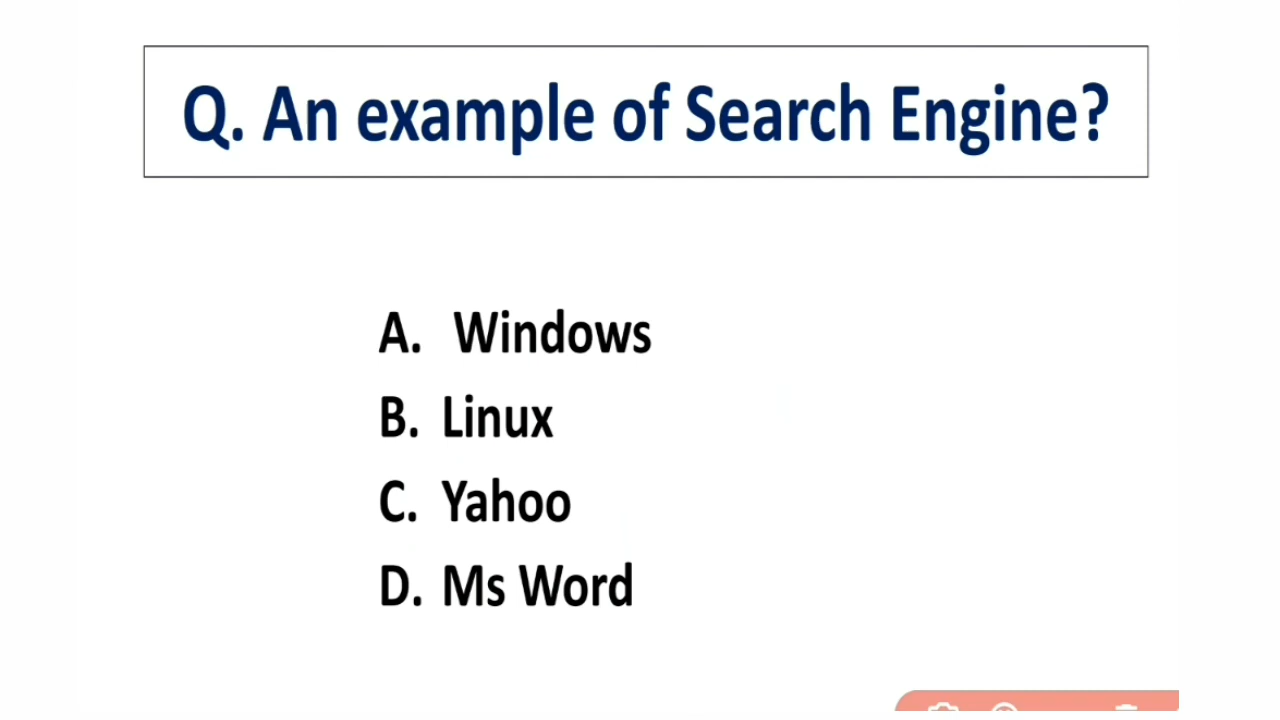 Q. An example of Search Engine?
A. Windows
B. Linux
C. Yahoo
D. Ms Word